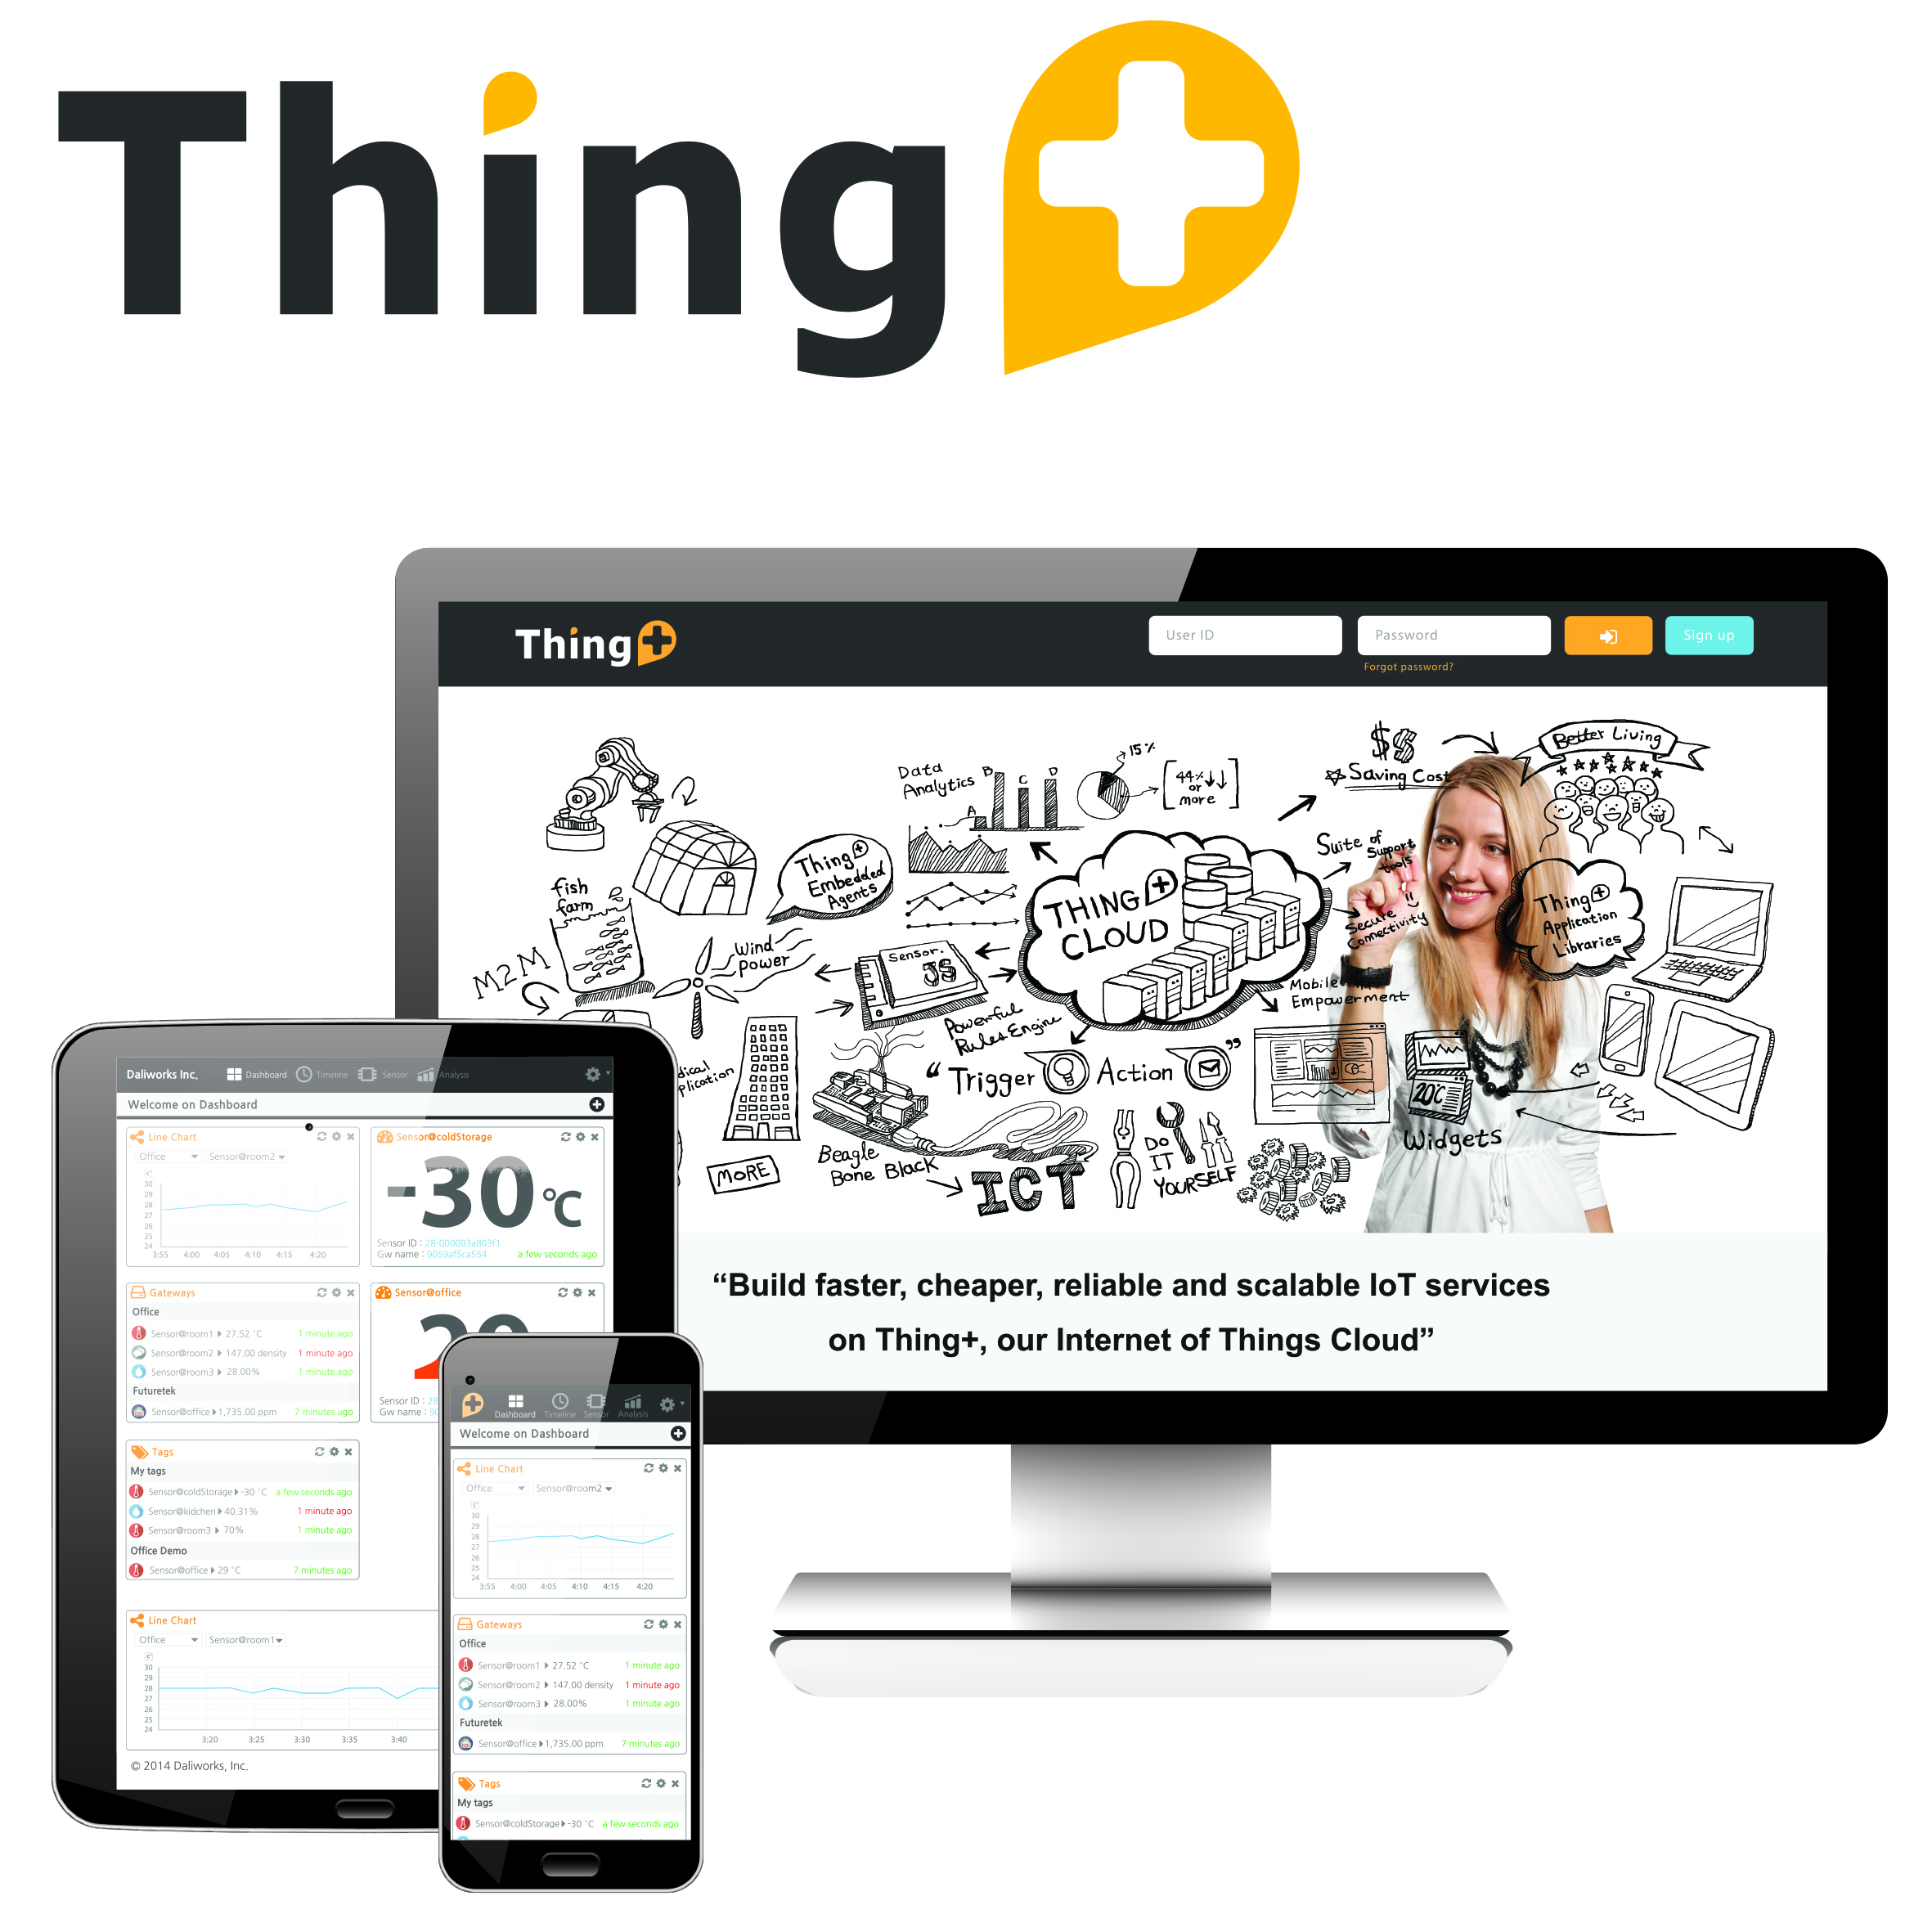 Thing+
Thing+
User ID
Password
Sign up
Forgot password?
Better Living
$$
Saving Cost
Data
Analytics
A
B
C
D
15%
44%↓↓
or
more
Suite of
Support
tools
Thing+
Embedded
Agents
THING+
CLOUD
Secure
Connectivity
Thing+
Application
Libraries
fish
farm
M2M
Wind
power
Sensor.
JS
Mobile
Empowerment
Powerful
Rules Engine
"Trigger
Action
"
dical
plication
20°C
Widgets
Beagle
Bone Black
MORE
ICT
DO
IT
YOURSELF
“Build faster, cheaper, reliable and scalable IoT services
on Thing+, our Internet of Things Cloud”
Daliworks Inc.
Dashboard
Timeline
Sensor
Analysis
Welcome on Dashboard
Line Chart
Office
Sensor@room2
30
29
28
27
26
25
24
3:55 4:00 4:05 4:10 4:15 4:20
Sensor@coldStorage
-30°C
Sensor ID : 28-000003a803f1
Gw name : 9059af5ca554
a few seconds ago
Gateways
Office
Sensor@room1 27.52 °C 1 minute ago
Sensor@room2 147.00 density 1 minute ago
Sensor@room3 28.00% 1 minute ago
Futuretek
Sensor@office 1,735.00 ppm 7 minutes ago
Sensor@office
Sensor ID : 28
Gw name : 90
Tags
My tags
Sensor@coldStorage -30 °C a few seconds ago
Sensor@kidchen 40.31% 1 minute ago
Sensor@room3 70% 1 minute ago
Office Demo
Sensor@office 29 °C 7 minutes ago
Line Chart
Office
Sensor@room1
30
29
28
27
26
25
24
3:20 3:25 3:30 3:35 3:40
© 2014 Daliworks, Inc.
Dashboard
Timeline
Sensor
Analysis
Welcome on Dashboard
Line Chart
Office
Sensor@room2
30
29
28
27
26
25
24
3:55 4:00 4:05 4:10 4:15 4:20
Gateways
Office
Sensor@room1 27.52 °C 1 minute ago
Sensor@room2 147.00 density 1 minute ago
Sensor@room3 28.00% 1 minute ago
Futuretek
Sensor@office 1,735.00 ppm 7 minutes ago
Tags
My tags
Sensor@coldStorage -30 °C a few seconds ago